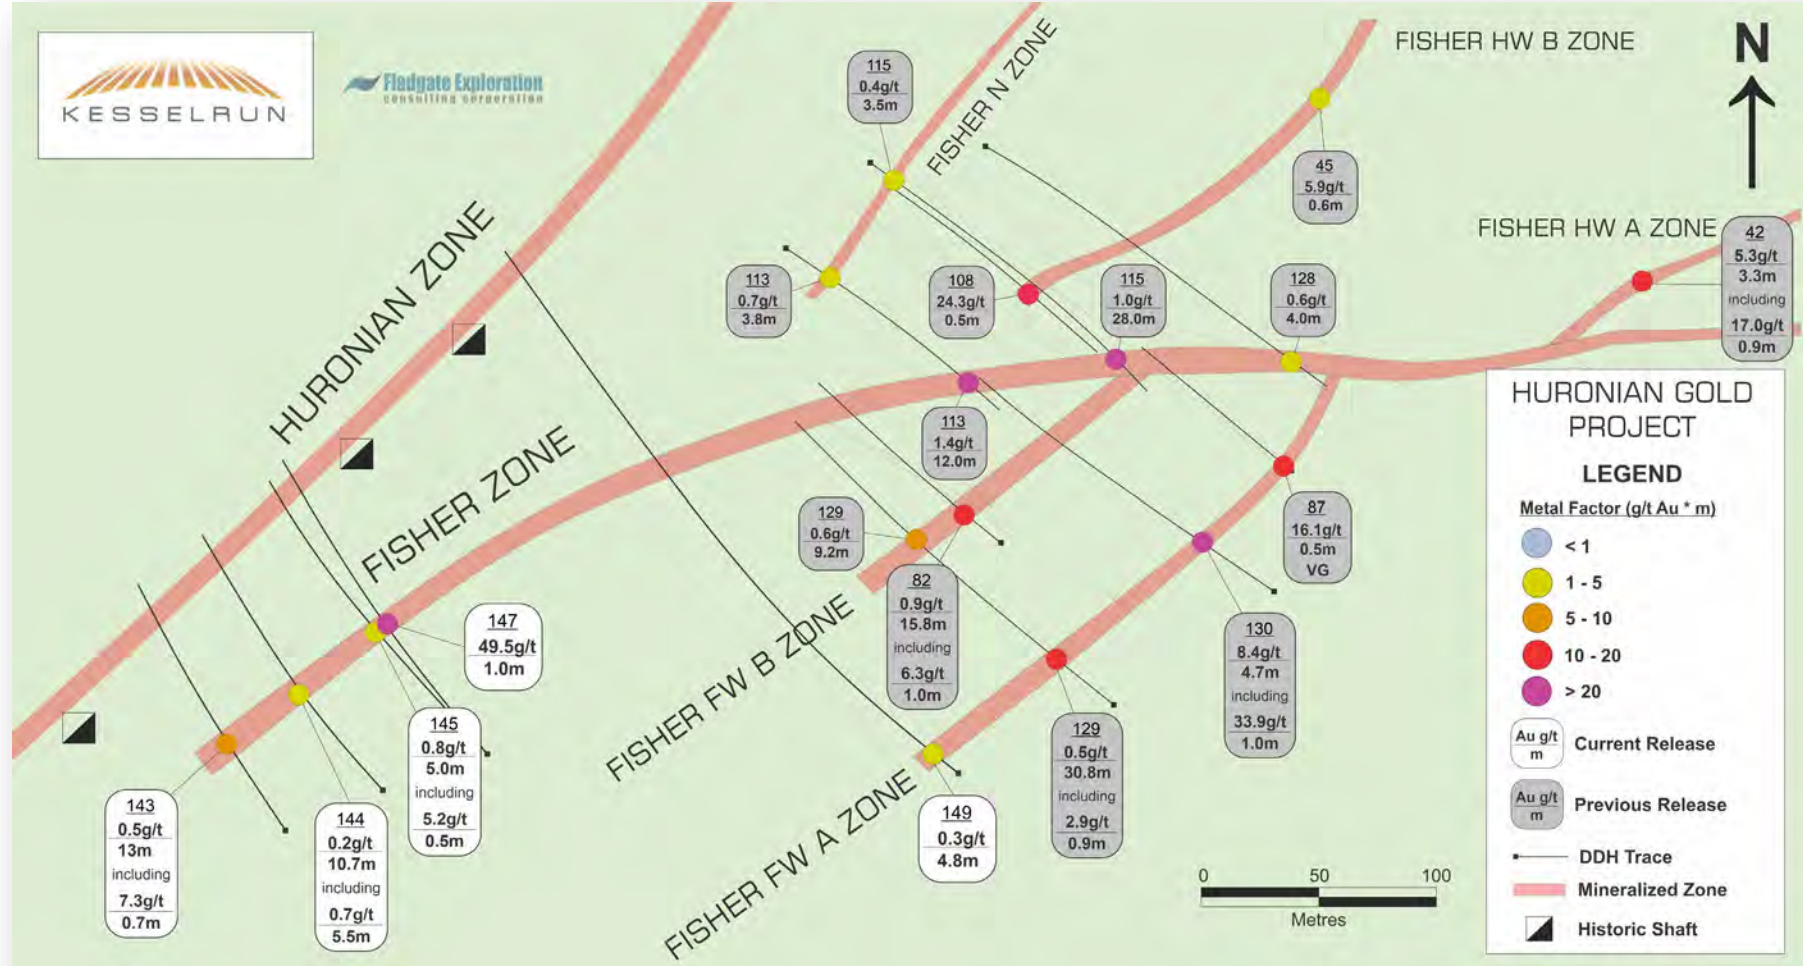 KESSELRUN
Fladgate Exploration
consulting corporation
HURONIAN ZONE
FISHER ZONE
FISHER N ZONE
FISHER HW B ZONE
FISHER HW A ZONE
FISHER FW B ZONE
FISHER FW A ZONE
N
115
0.4g/t
3.5m
45
5.9g/t
0.6m
42
5.3g/t
3.3m
including
17.0g/t
0.9m
113
0.7g/t
3.8m
108
24.3g/t
0.5m
115
1.0g/t
28.0m
128
0.6g/t
4.0m
113
1.4g/t
12.0m
129
0.6g/t
9.2m
82
0.9g/t
15.8m
including
6.3g/t
1.0m
87
16.1g/t
0.5m
VG
130
8.4g/t
4.7m
including
33.9g/t
1.0m
129
0.5g/t
30.8m
including
2.9g/t
0.9m
147
49.5g/t
1.0m
145
0.8g/t
5.0m
including
5.2g/t
0.5m
143
0.5g/t
13m
including
7.3g/t
0.7m
144
0.2g/t
10.7m
including
0.7g/t
5.5m
149
0.3g/t
4.8m
0 50 100
Metres
HURONIAN GOLD
PROJECT
LEGEND
Metal Factor (g/t Au * m)
< 1
1 - 5
5 - 10
10 - 20
> 20
Au g/t
m
Current Release
Au g/t
m
Previous Release
DDH Trace
Mineralized Zone
Historic Shaft